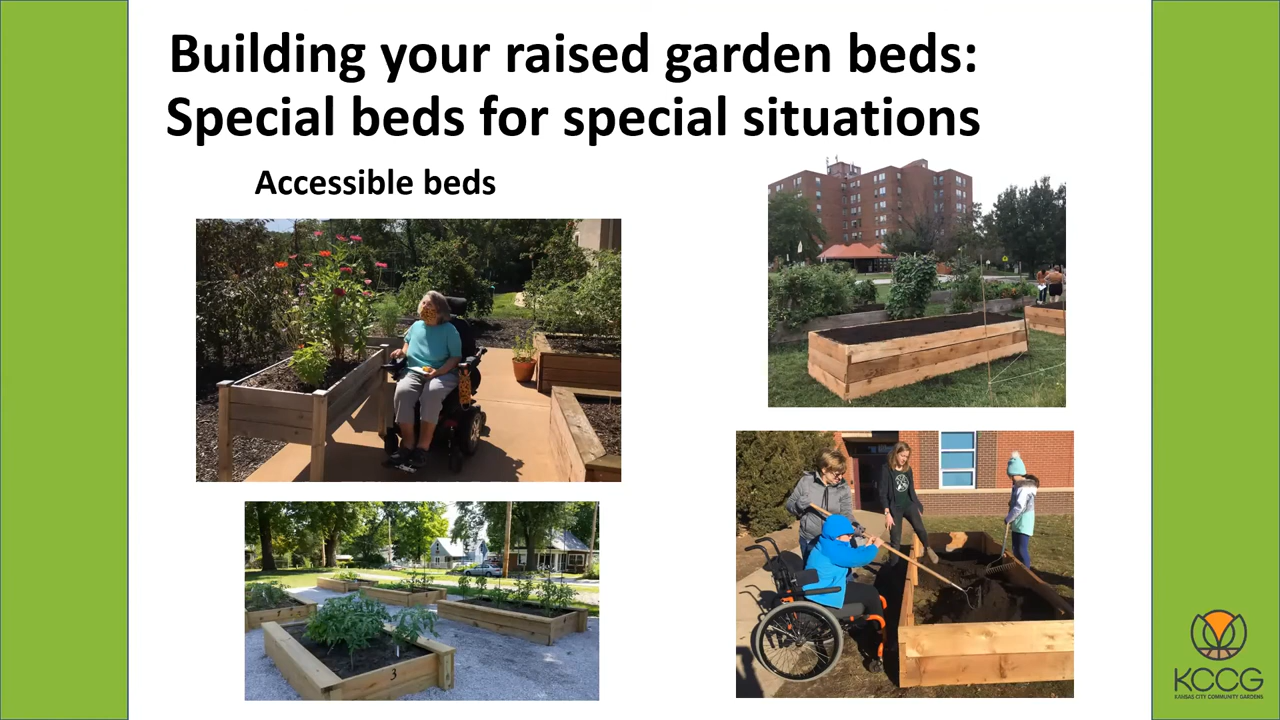 Building your raised garden beds:
Special beds for special situations
Accessible beds
3
KCCG
KANSAS CITY COMMUNITY GARDENS